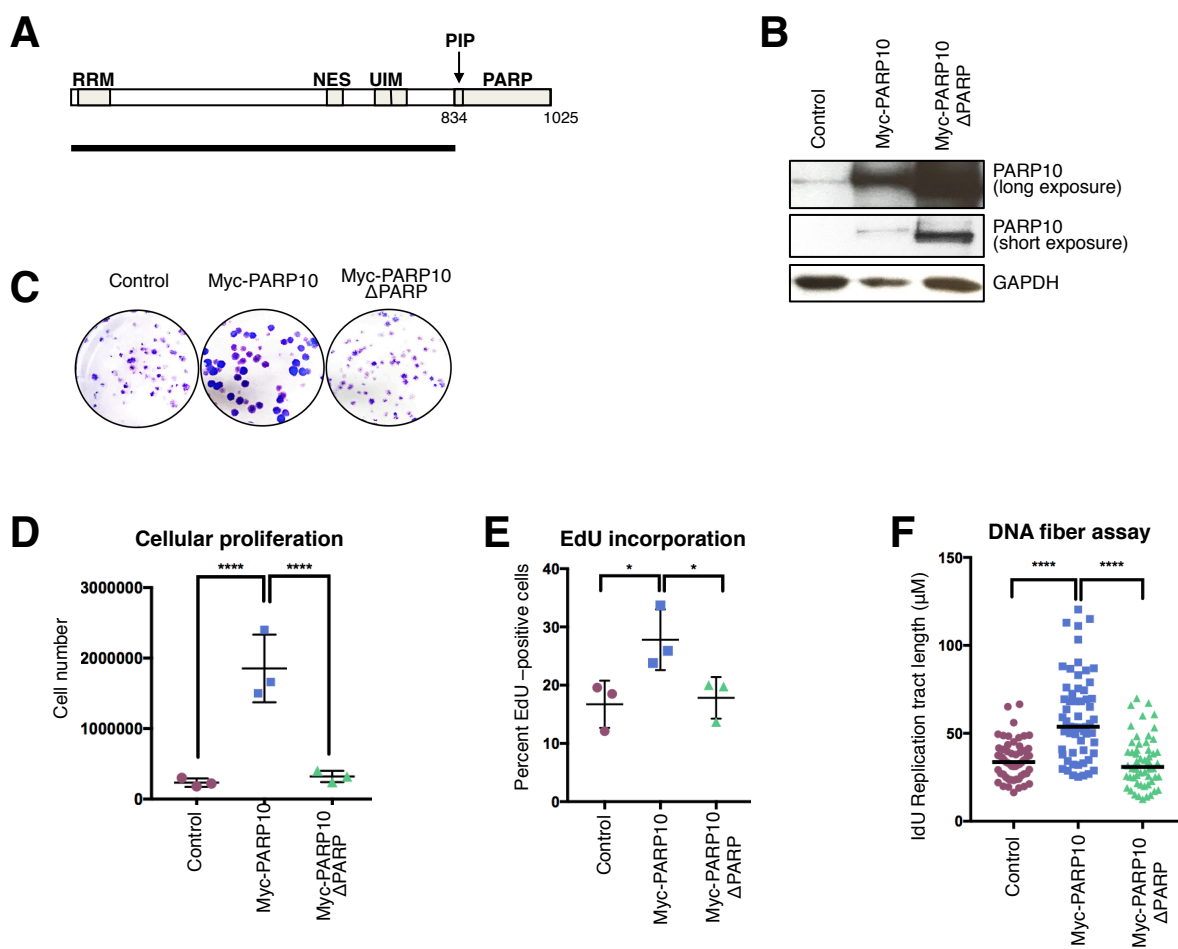 A
PIP
RRM
NES
UIM
PARP
834
1025
B
Control
Myc-PARP10
Myc-PARP10
ΔPARP
PARP10
(long exposure)
PARP10
(short exposure)
GAPDH
C
Control
Myc-PARP10
Myc-PARP10
ΔPARP
D
Cellular proliferation
****
****
3000000
2000000
1000000
0
Cell number
Control
Myc-PARP10
Myc-PARP10
ΔPARP
E
EdU incorporation
*
*
40
30
20
10
0
Percent EdU –positive cells
Control
Myc-PARP10
Myc-PARP10
ΔPARP
F
DNA fiber assay
****
****
150
100
50
0
IdU Replication tract length (µM)
Control
Myc-PARP10
Myc-PARP10
ΔPARP